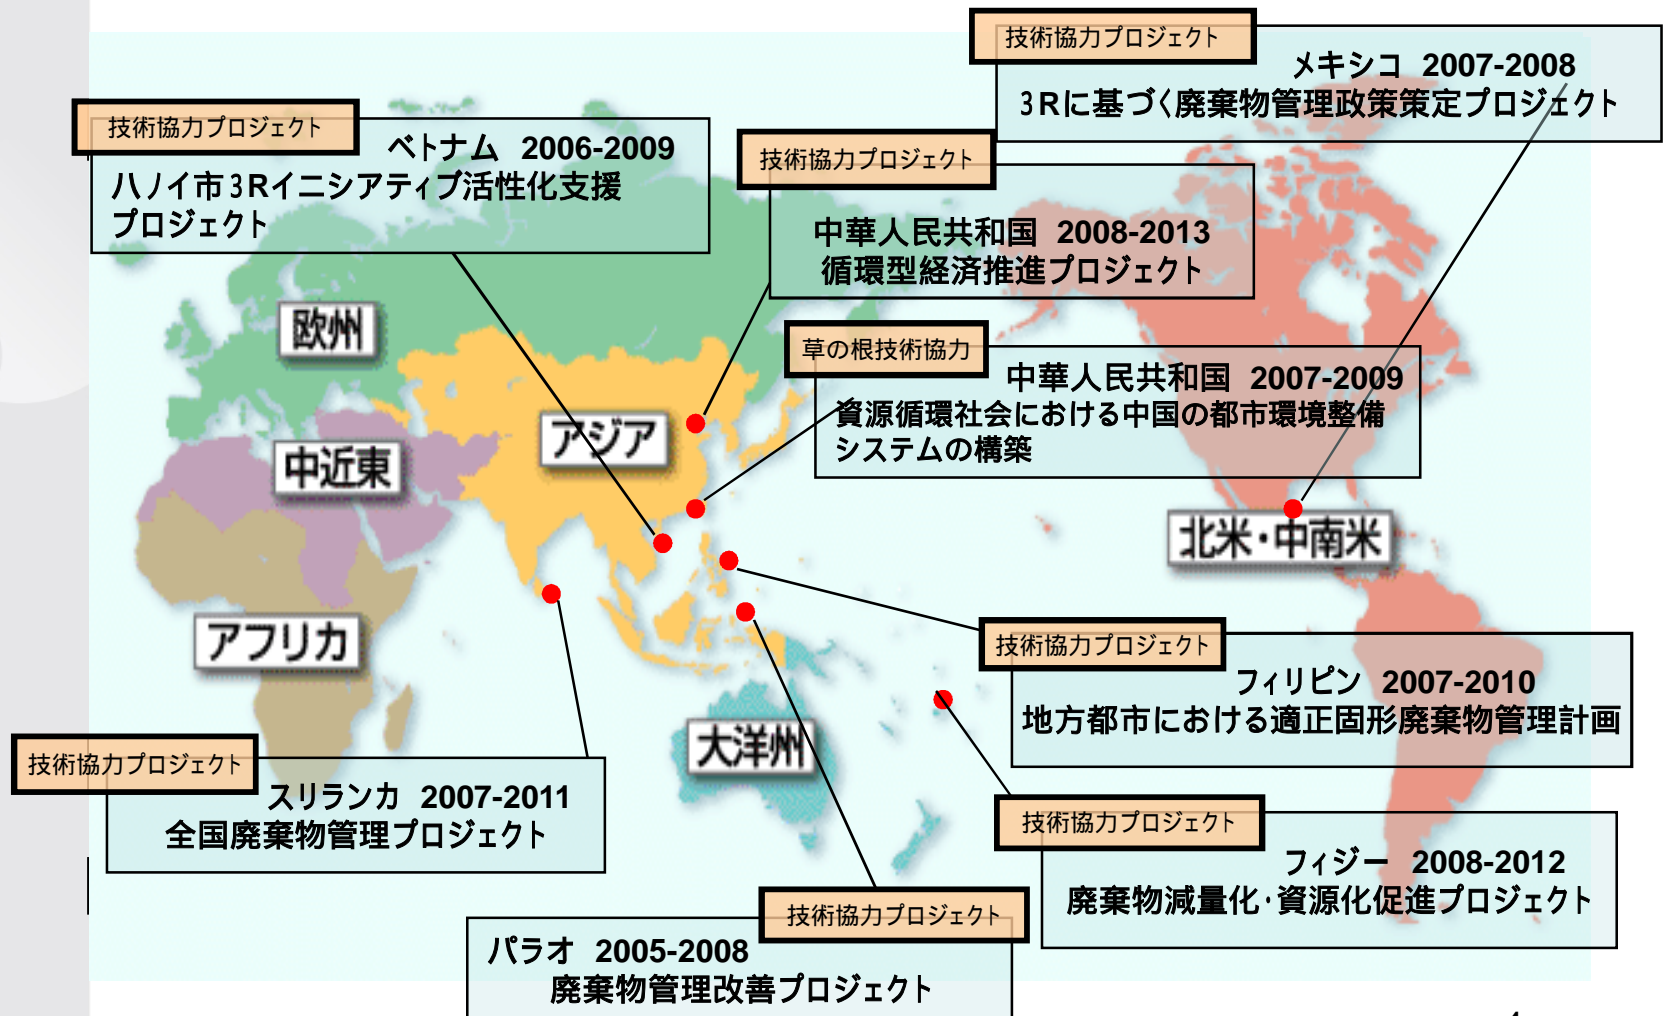 技術協力プロジェクト
メキシコ 2007-2008
3Rに基づく廃棄物管理政策策定プロジェクト
技術協力プロジェクト
ベトナム 2006-2009
ハノイ市3Rイニシアティブ活性化支援
プロジェクト
技術協力プロジェクト
中華人民共和国 2008-2013
循環型経済推進プロジェクト
欧州
草の根技術協力
中華人民共和国 2007-2009
資源循環社会における中国の都市環境整備
システムの構築
アジア
中近東
北米・中南米
アフリカ
技術協力プロジェクト
フィリピン 2007-2010
地方都市における適正固形廃棄物管理計画
大洋州
技術協力プロジェクト
スリランカ 2007-2011
全国廃棄物管理プロジェクト
技術協力プロジェクト
フィジー 2008-2012
廃棄物減量化・資源化促進プロジェクト
技術協力プロジェクト
パラオ 2005-2008
廃棄物管理改善プロジェクト